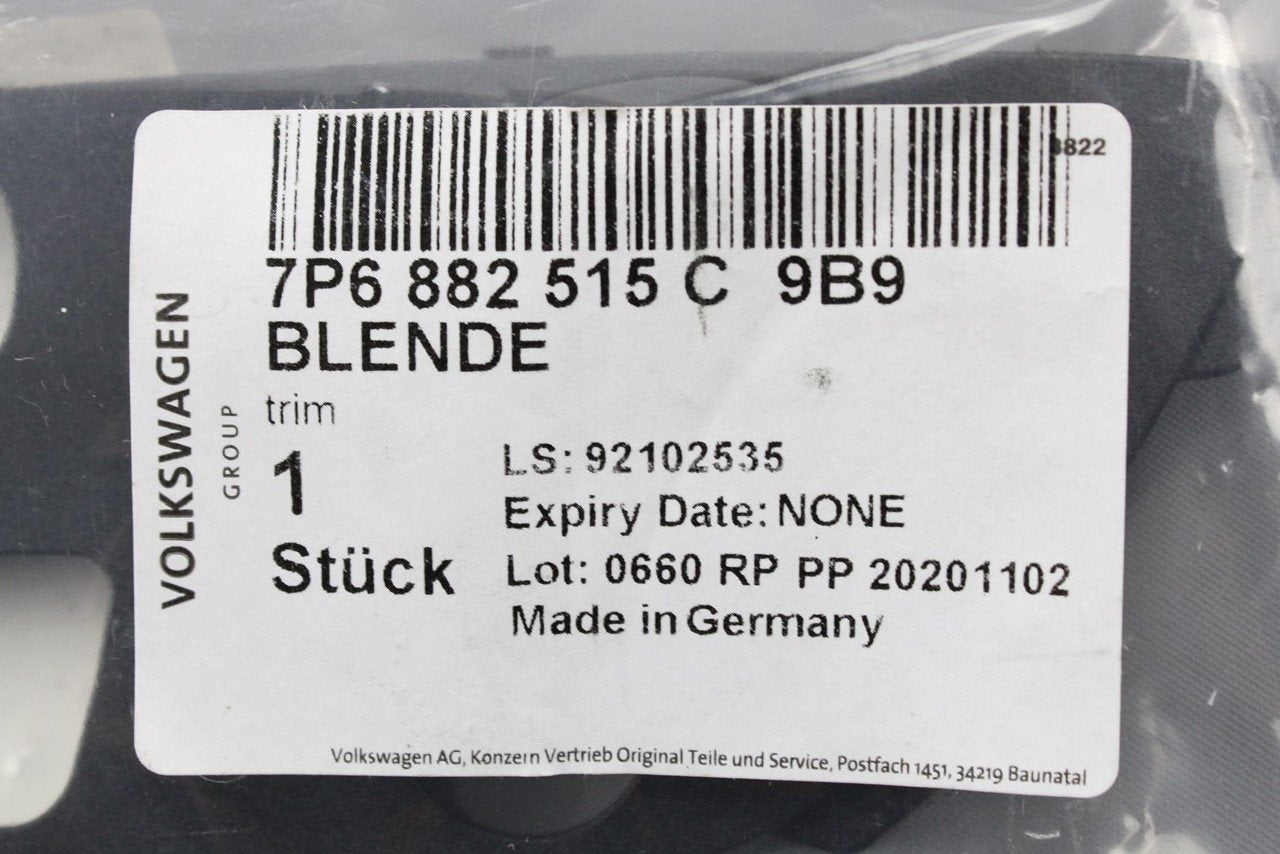 7P6 882 515 C 9B9
BLENDE
trim
1
Stück
LS: 92102535
Expiry Date: NONE
Lot: 0660 RP PP 20201102
Made in Germany
VOLKSWAGEN
GROUP
Volkswagen AG, Konzern Vertrieb Original Teile und Service, Postfach 1451, 34219 Baunatal